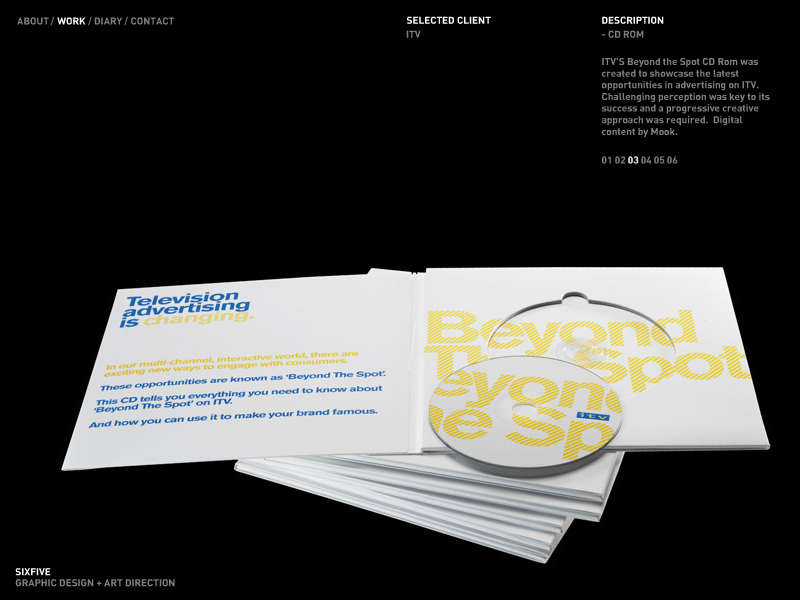 ABOUT / WORK / DIARY / CONTACT
SELECTED CLIENT
ITV
DESCRIPTION
- CD ROM
ITV'S Beyond the Spot CD Rom was
created to showcase the latest
opportunities in advertising on ITV.
Challenging perception was key to its
success and a progressive creative
approach was required.  Digital
content by Mook.
01 02 03 04 05 06
Television
advertising
is changing.
In our multi-channel, interactive world, there are
exciting new ways to engage with consumers.
These opportunities are known as 'Beyond The Spot'.
This CD tells you everything you need to know about
'Beyond The Spot' on ITV.
And how you can use it to make your brand famous.
Beyond
The Spot
eyond
he Sp
itv
SIXFIVE
GRAPHIC DESIGN + ART DIRECTION